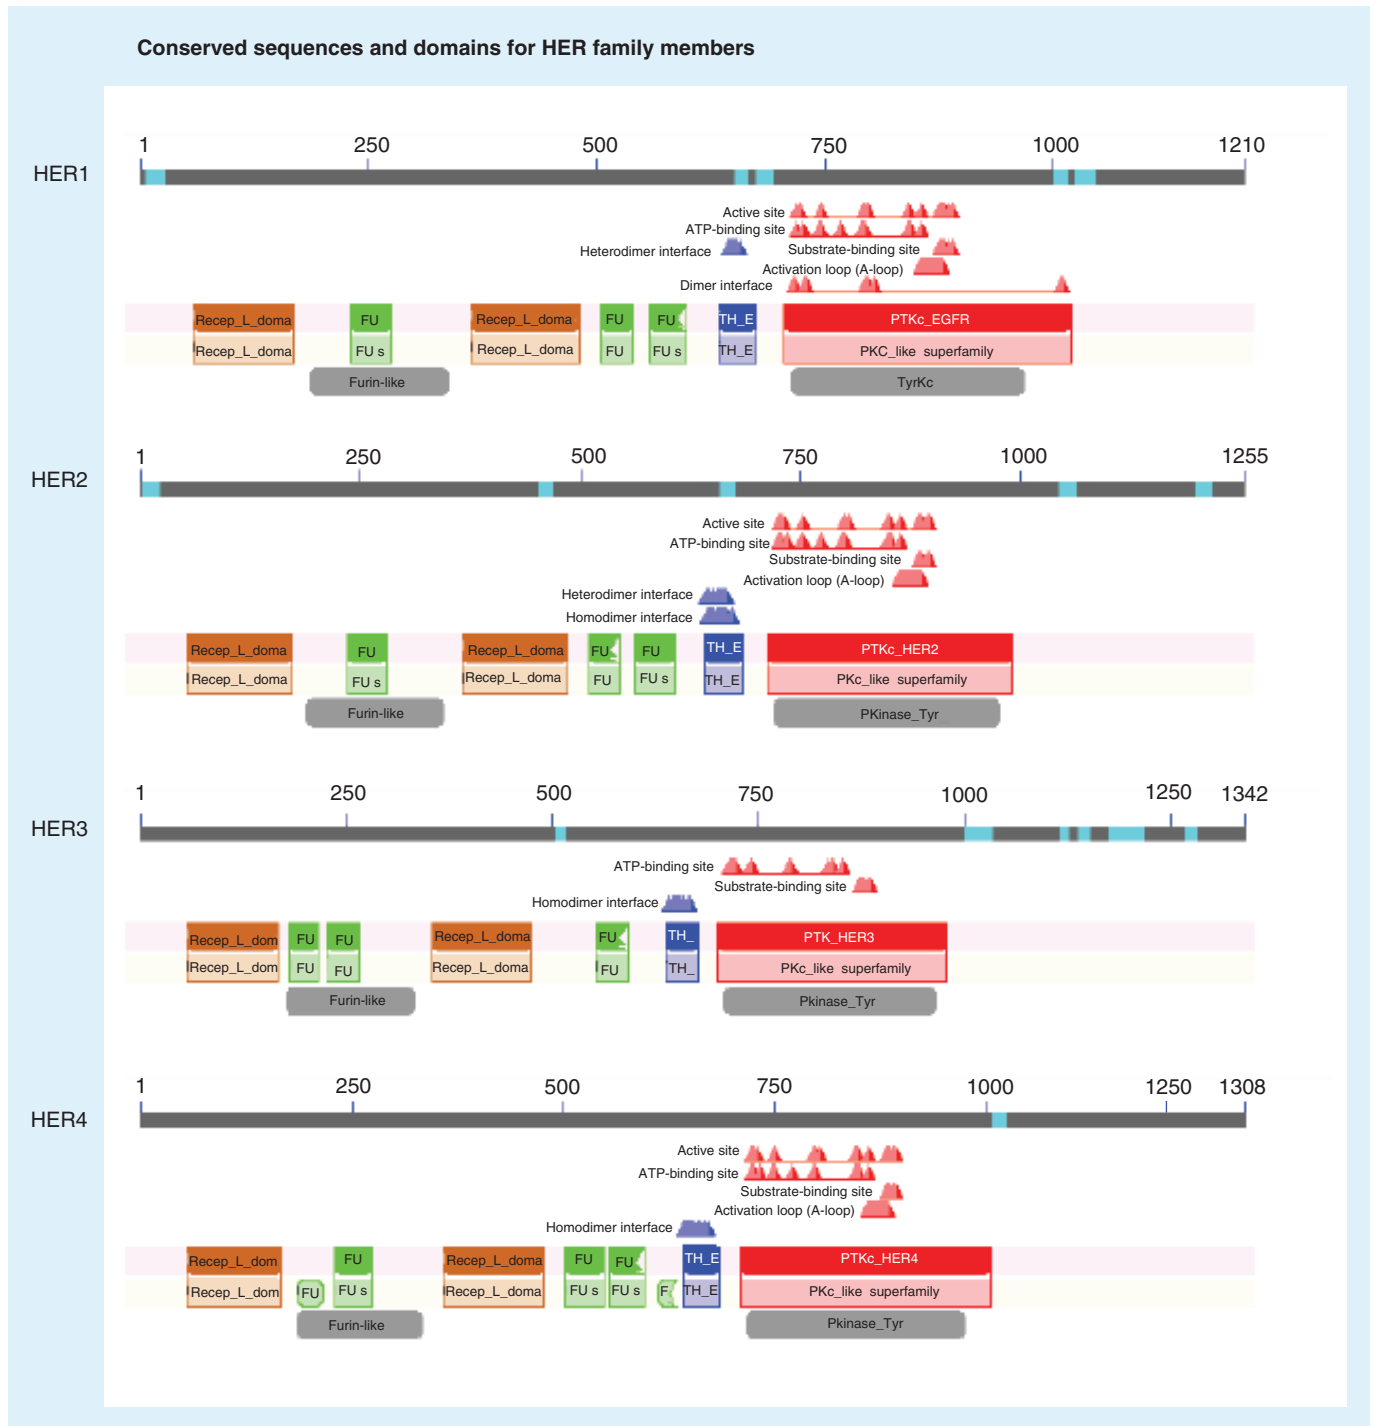 Conserved sequences and domains for HER family members
1 250 500 750 1000 1210
HER1
Active site
ATP-binding site
Heterodimer interface Substrate-binding site
Activation loop (A-loop)
Dimer interface
Recep_L_doma FU Recep_L_doma FU FU TH_E PTKc_EGFR
Recep_L_doma FU s Recep_L_doma FU FU s TH_E PKC_like superfamily
Furin-like TyrKc
1 250 500 750 1000 1255
HER2
Active site
ATP-binding site
Substrate-binding site
Activation loop (A-loop)
Heterodimer interface
Homodimer interface
Recep_L_doma FU Recep_L_doma FU FU TH_E PTKc_HER2
Recep_L_doma FU s Recep_L_doma FU FU s TH_E PKc_like superfamily
Furin-like PKinase_Tyr
1 250 500 750 1000 1250 1342
HER3
ATP-binding site
Substrate-binding site
Homodimer interface
Recep_L_dom FU FU Recep_L_doma FU TH_ PTK_HER3
Recep_L_dom FU FU Recep_L_doma FU TH_ PKc_like superfamily
Furin-like Pkinase_Tyr
1 250 500 750 1000 1250 1308
HER4
Active site
ATP-binding site
Substrate-binding site
Activation loop (A-loop)
Homodimer interface
Recep_L_dom FU Recep_L_doma FU FU TH_E PTKc_HER4
Recep_L_dom FU FU s Recep_L_doma FU s FU s F TH_E PKc_like superfamily
Furin-like Pkinase_Tyr